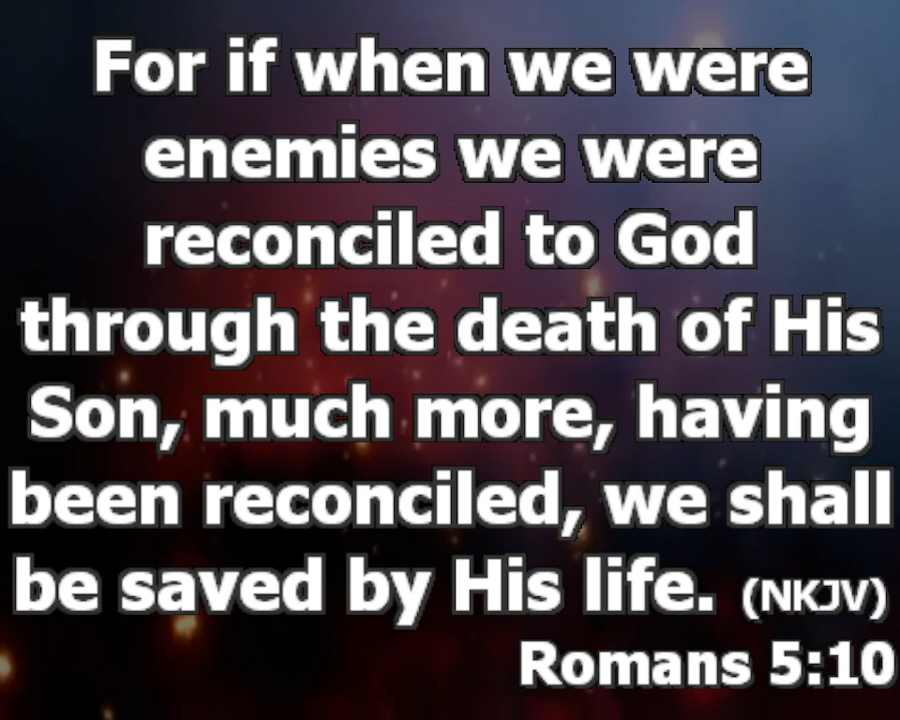 For if when we were
enemies we were
reconciled to God
through the death of His
Son, much more, having
been reconciled, we shall
be saved by His life. (NKJV)
Romans 5:10